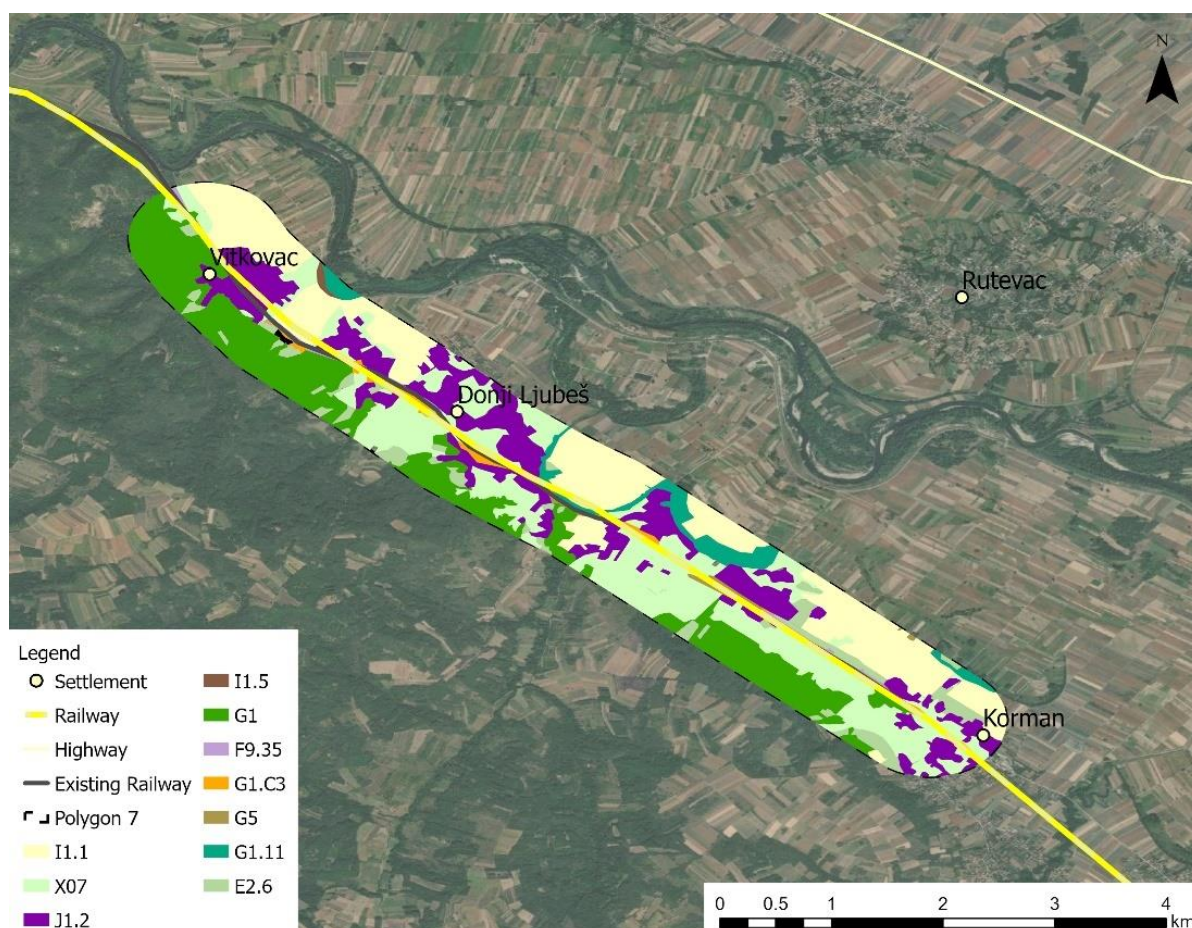 N
Vitkovac
Rutevac
Donji Ljubeš
Korman
Legend
Settlement
Railway
Highway
Existing Railway
Polygon 7
I1.1
X07
J1.2
I1.5
G1
F9.35
G1.C3
G5
G1.11
E2.6
0 0.5 1 2 3 4
km